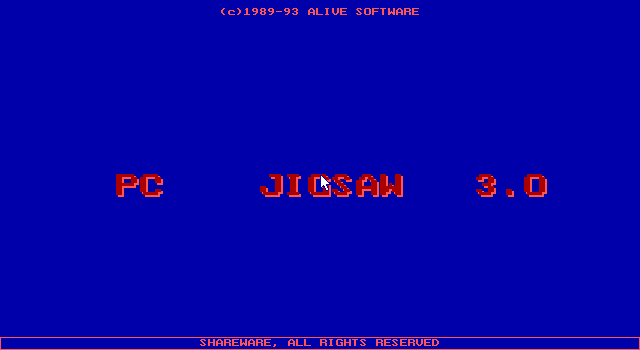 (c)1989-93 ALIVE SOFTWARE
PC JIGSAW 3.0
SHAREWARE, ALL RIGHTS RESERVED